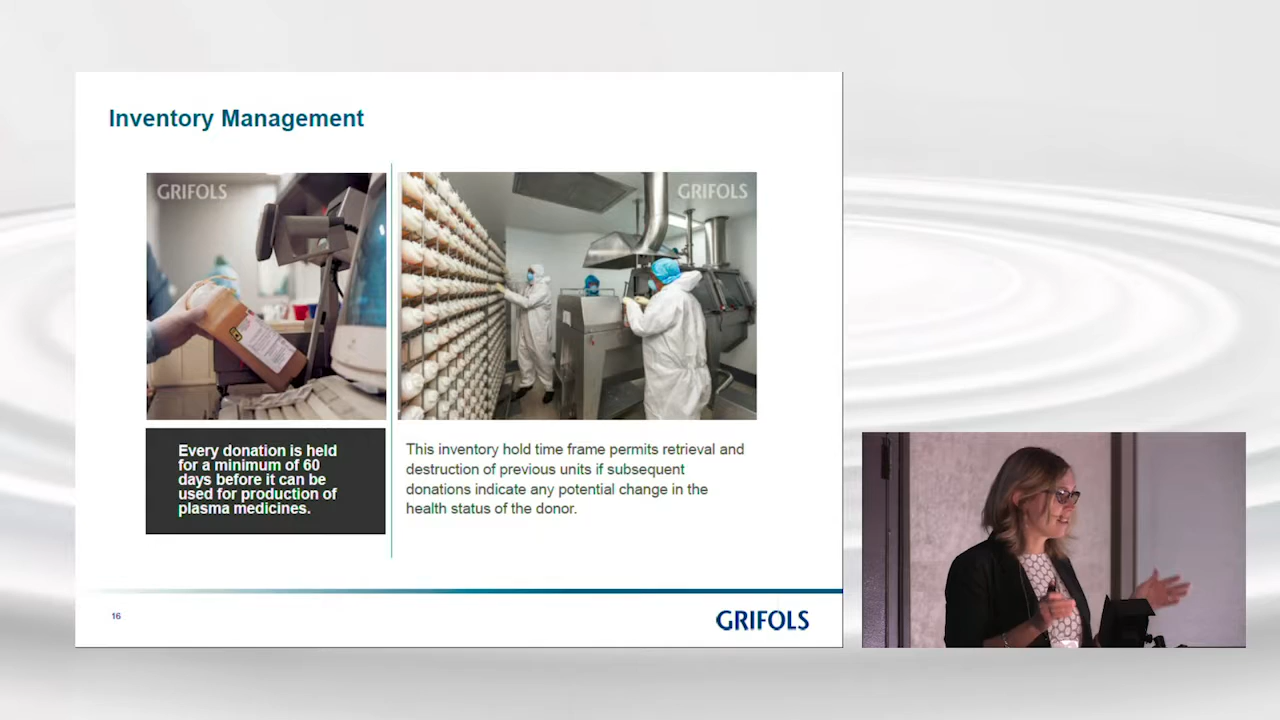 Inventory Management
GRIFOLS
GRIFOLS
Every donation is held
for a minimum of 60
days before it can be
used for production of
plasma medicines.
This inventory hold time frame permits retrieval and
destruction of previous units if subsequent
donations indicate any potential change in the
health status of the donor.
16
GRIFOLS